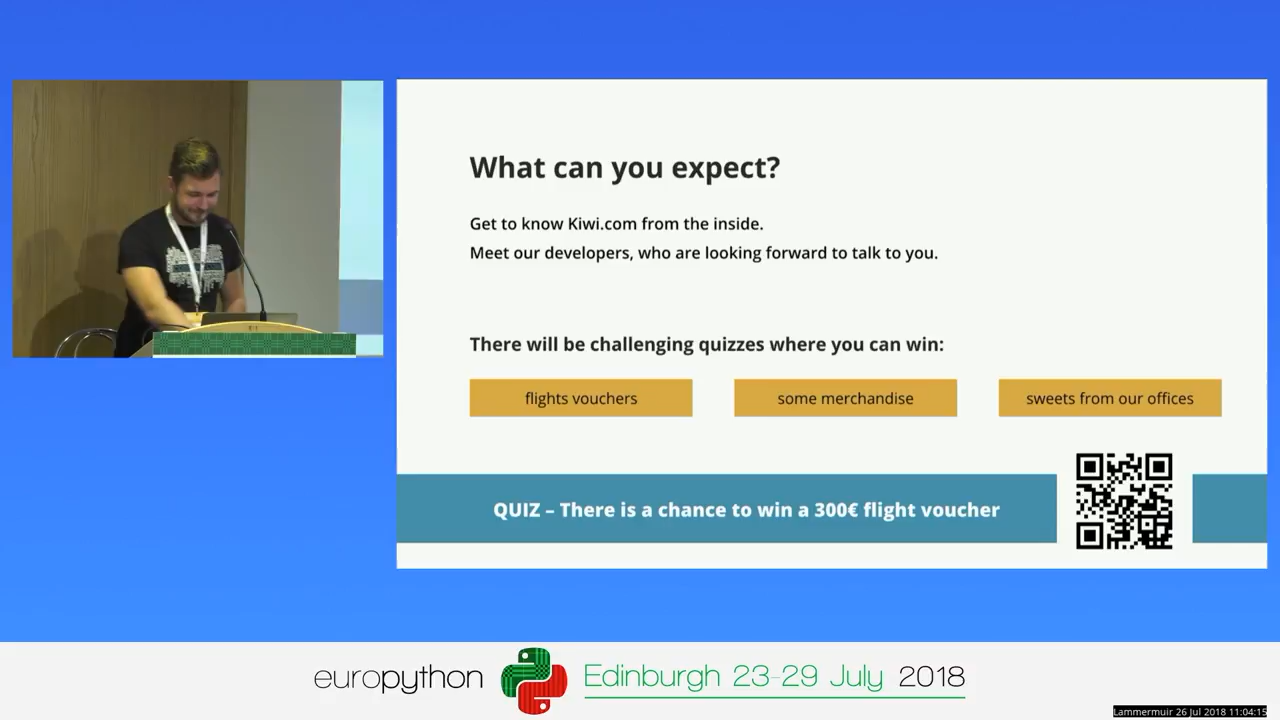 What can you expect?
Get to know Kiwi.com from the inside.
Meet our developers, who are looking forward to talk to you.
There will be challenging quizzes where you can win:
flights vouchers
some merchandise
sweets from our offices
QUIZ – There is a chance to win a 300€ flight voucher
europython
Edinburgh 23-29 July 2018
Lammermuir 26 Jul 2018 11:04:15